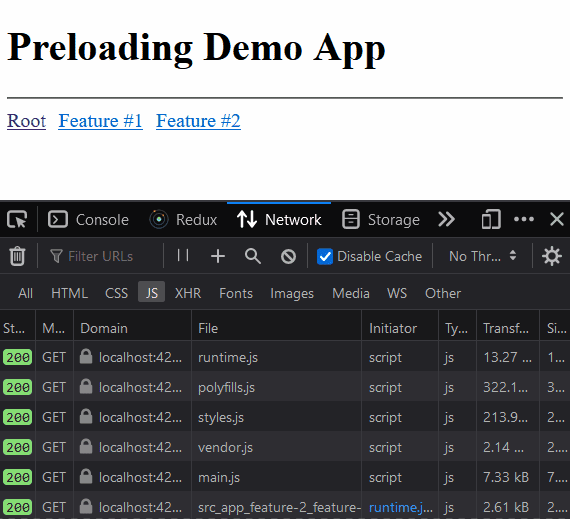 Preloading Demo App
Root Feature #1 Feature #2
Console Redux Network Storage
Filter URLs Disable Cache No Thr...
All HTML CSS JS XHR Fonts Images Media WS Other
St... M... Domain File Initiator Ty... Transf... Si...
200 GET localhost:42... runtime.js script js 13.27 ... 1...
200 GET localhost:42... polyfills.js script js 322.1... 3...
200 GET localhost:42... styles.js script js 213.9... 2...
200 GET localhost:42... vendor.js script js 2.14 ... 2...
200 GET localhost:42... main.js script js 7.33 kB 7...
200 GET localhost:42... src_app_feature-2_feature- runtime.j... js 2.61 kB 2...